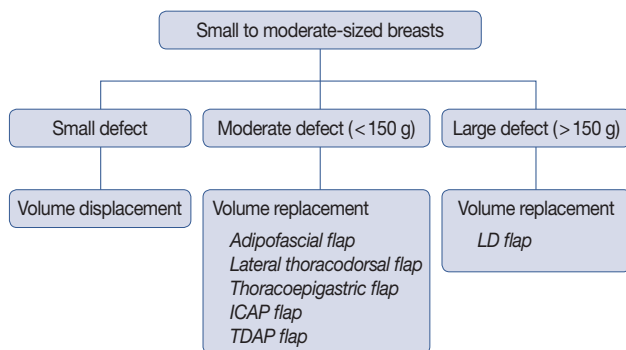 Small to moderate-sized breasts
Small defect
Moderate defect (<150 g)
Large defect (>150 g)
Volume displacement
Volume replacement
Adipofascial flap
Lateral thoracodorsal flap
Thoracoepigastric flap
ICAP flap
TDAP flap
Volume replacement
LD flap